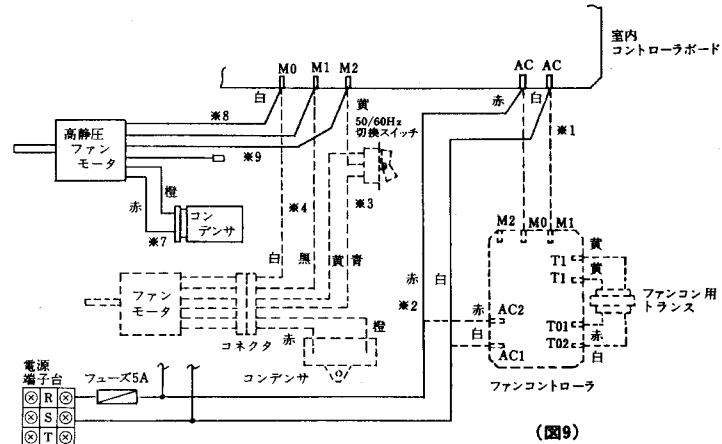 室内
コントローラボード
M0 M1 M2
AC AC
白
黄
赤
白
※8
※1
50/60Hz
切換スイッチ
高静圧
ファン
モータ
※9
橙
赤
コン
デンサ
※7
※4
※3
M2 M0 M1
白 黒 黄 青
T1
黄
T1
黄
ファンコン用
トランス
ファン
モータ
赤
白
※2
赤
AC2
T01
赤
橙
赤
白
AC1
T02
白
コネクタ
コンデンサ
ファンコントローラ
電源
端子台
フューズ5A
R
S
T
(図9)